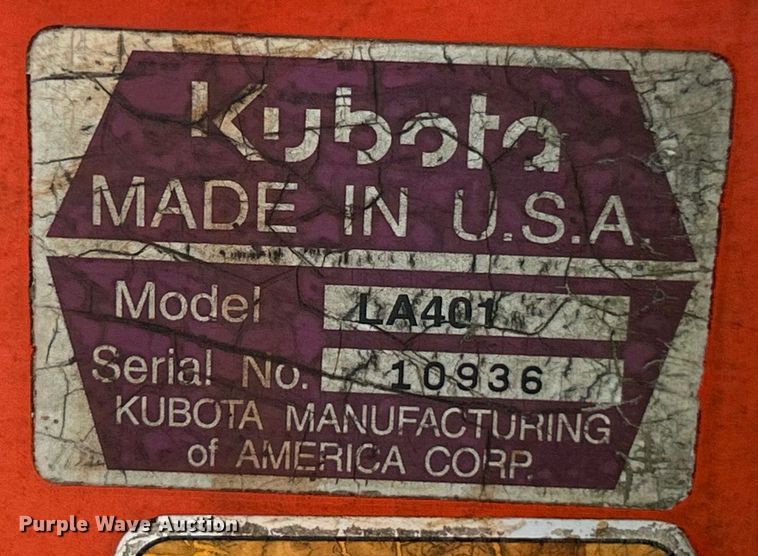 Kubota
MADE IN U.S.A.
Model LA401
Serial No. 10936
KUBOTA MANUFACTURING
of AMERICA CORP.
Purple Wave Auction